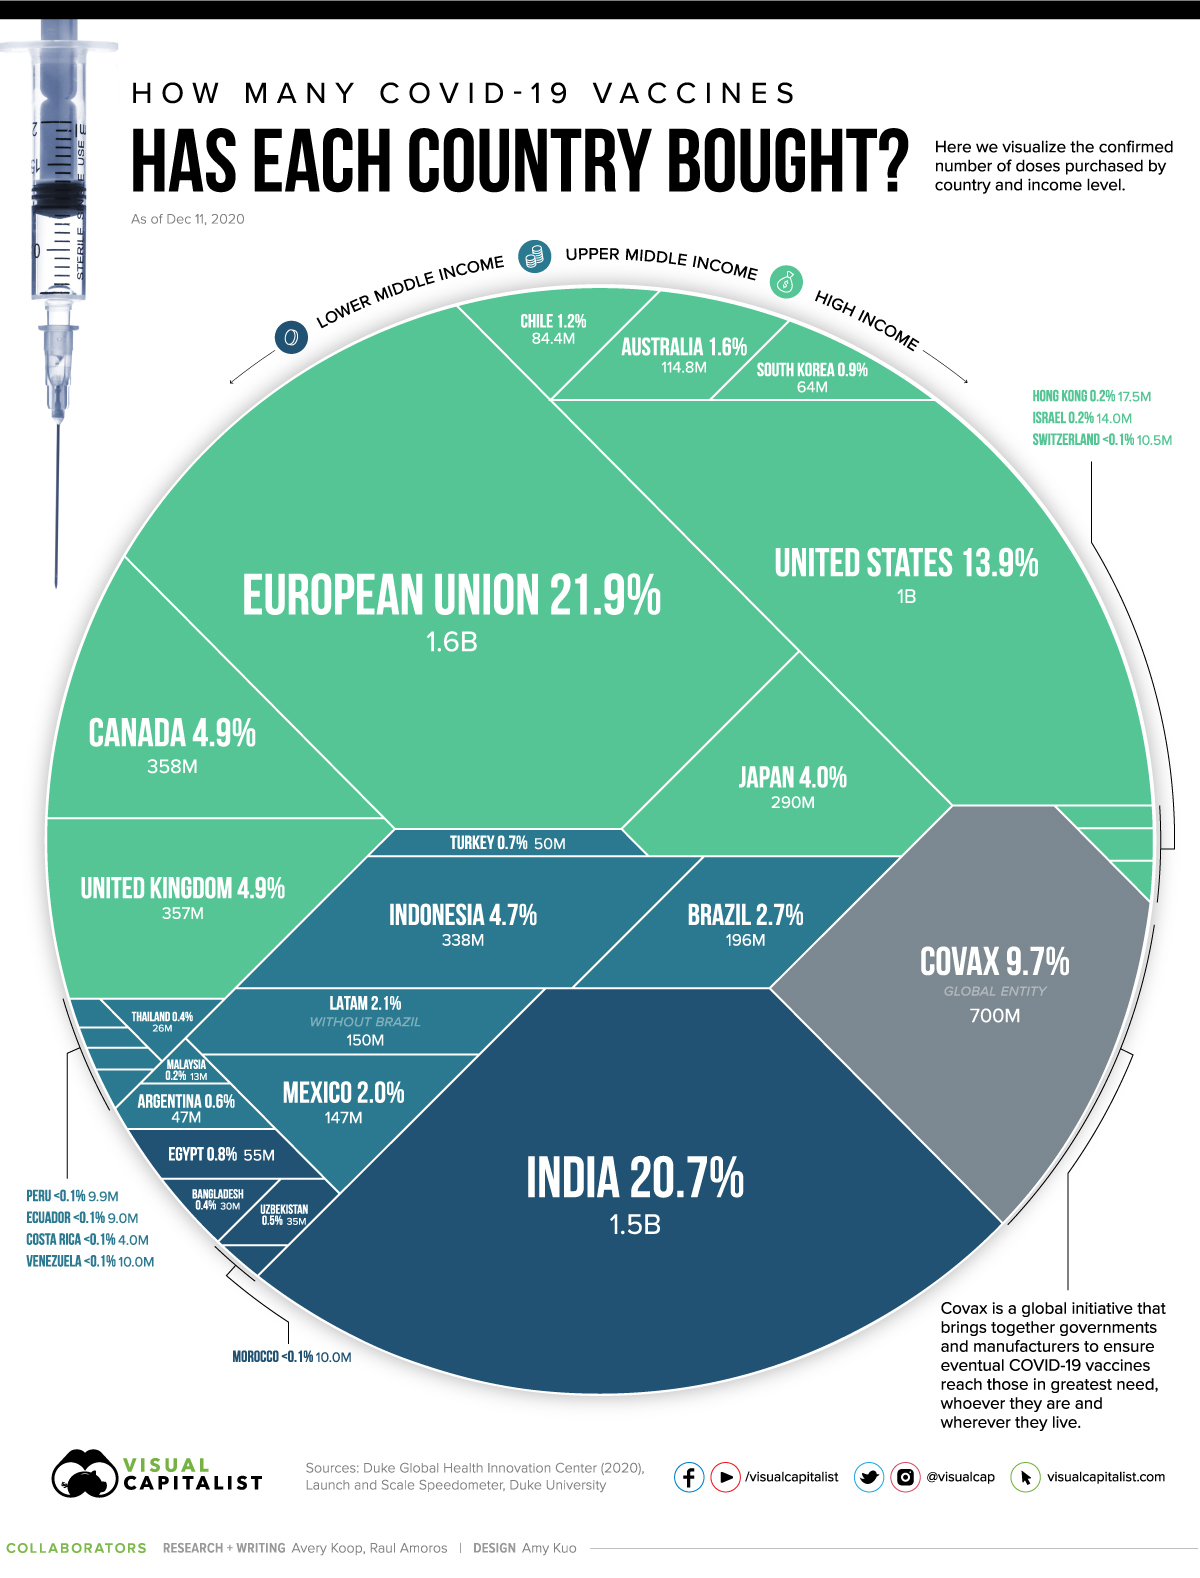 HOW MANY COVID-19 VACCINES
HAS EACH COUNTRY BOUGHT?
As of Dec 11, 2020
Here we visualize the confirmed
number of doses purchased by
country and income level.
LOWER MIDDLE INCOME
UPPER MIDDLE INCOME
HIGH INCOME
CHILE 1.2%
84.4M
AUSTRALIA 1.6%
114.8M
SOUTH KOREA 0.9%
64M
HONG KONG 0.2% 17.5M
ISRAEL 0.2% 14.0M
SWITZERLAND <0.1% 10.5M
EUROPEAN UNION 21.9%
1.6B
UNITED STATES 13.9%
1B
CANADA 4.9%
358M
JAPAN 4.0%
290M
TURKEY 0.7% 50M
UNITED KINGDOM 4.9%
357M
INDONESIA 4.7%
338M
BRAZIL 2.7%
196M
COVAX 9.7%
GLOBAL ENTITY
700M
LATAM 2.1%
WITHOUT BRAZIL
150M
THAILAND 0.4%
26M
MALAYSIA
0.2% 13M
ARGENTINA 0.6%
47M
MEXICO 2.0%
147M
EGYPT 0.8% 55M
BANGLADESH
0.4% 30M
UZBEKISTAN
0.5% 35M
INDIA 20.7%
1.5B
PERU <0.1% 9.9M
ECUADOR <0.1% 9.0M
COSTA RICA <0.1% 4.0M
VENEZUELA <0.1% 10.0M
MOROCCO <0.1% 10.0M
Covax is a global initiative that
brings together governments
and manufacturers to ensure
eventual COVID-19 vaccines
reach those in greatest need,
whoever they are and
wherever they live.
VISUAL
CAPITALIST
Sources: Duke Global Health Innovation Center (2020),
Launch and Scale Speedometer, Duke University
/visualcapitalist
@visualcap
visualcapitalist.com
COLLABORATORS RESEARCH + WRITING Avery Koop, Raul Amoros | DESIGN Amy Kuo